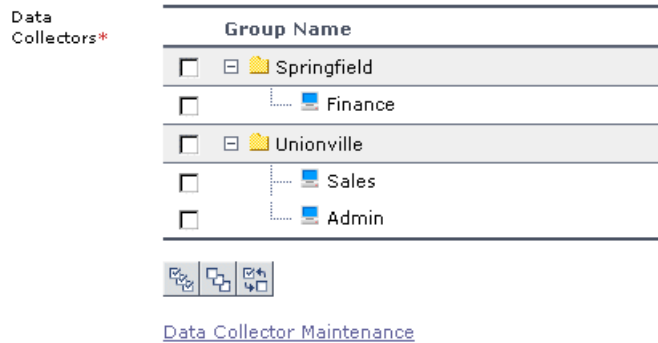 Data
Collectors*
Group Name
Springfield
Finance
Unionville
Sales
Admin
Data Collector Maintenance